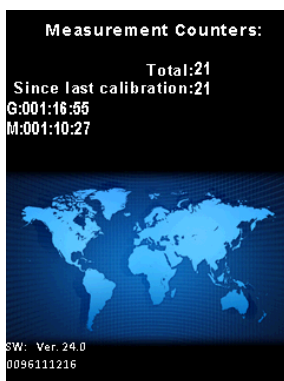 Measurement Counters:
Total:21
Since last calibration:21
G:001:16:55
M:001:10:27
SW: Ver. 24.0
0096111216